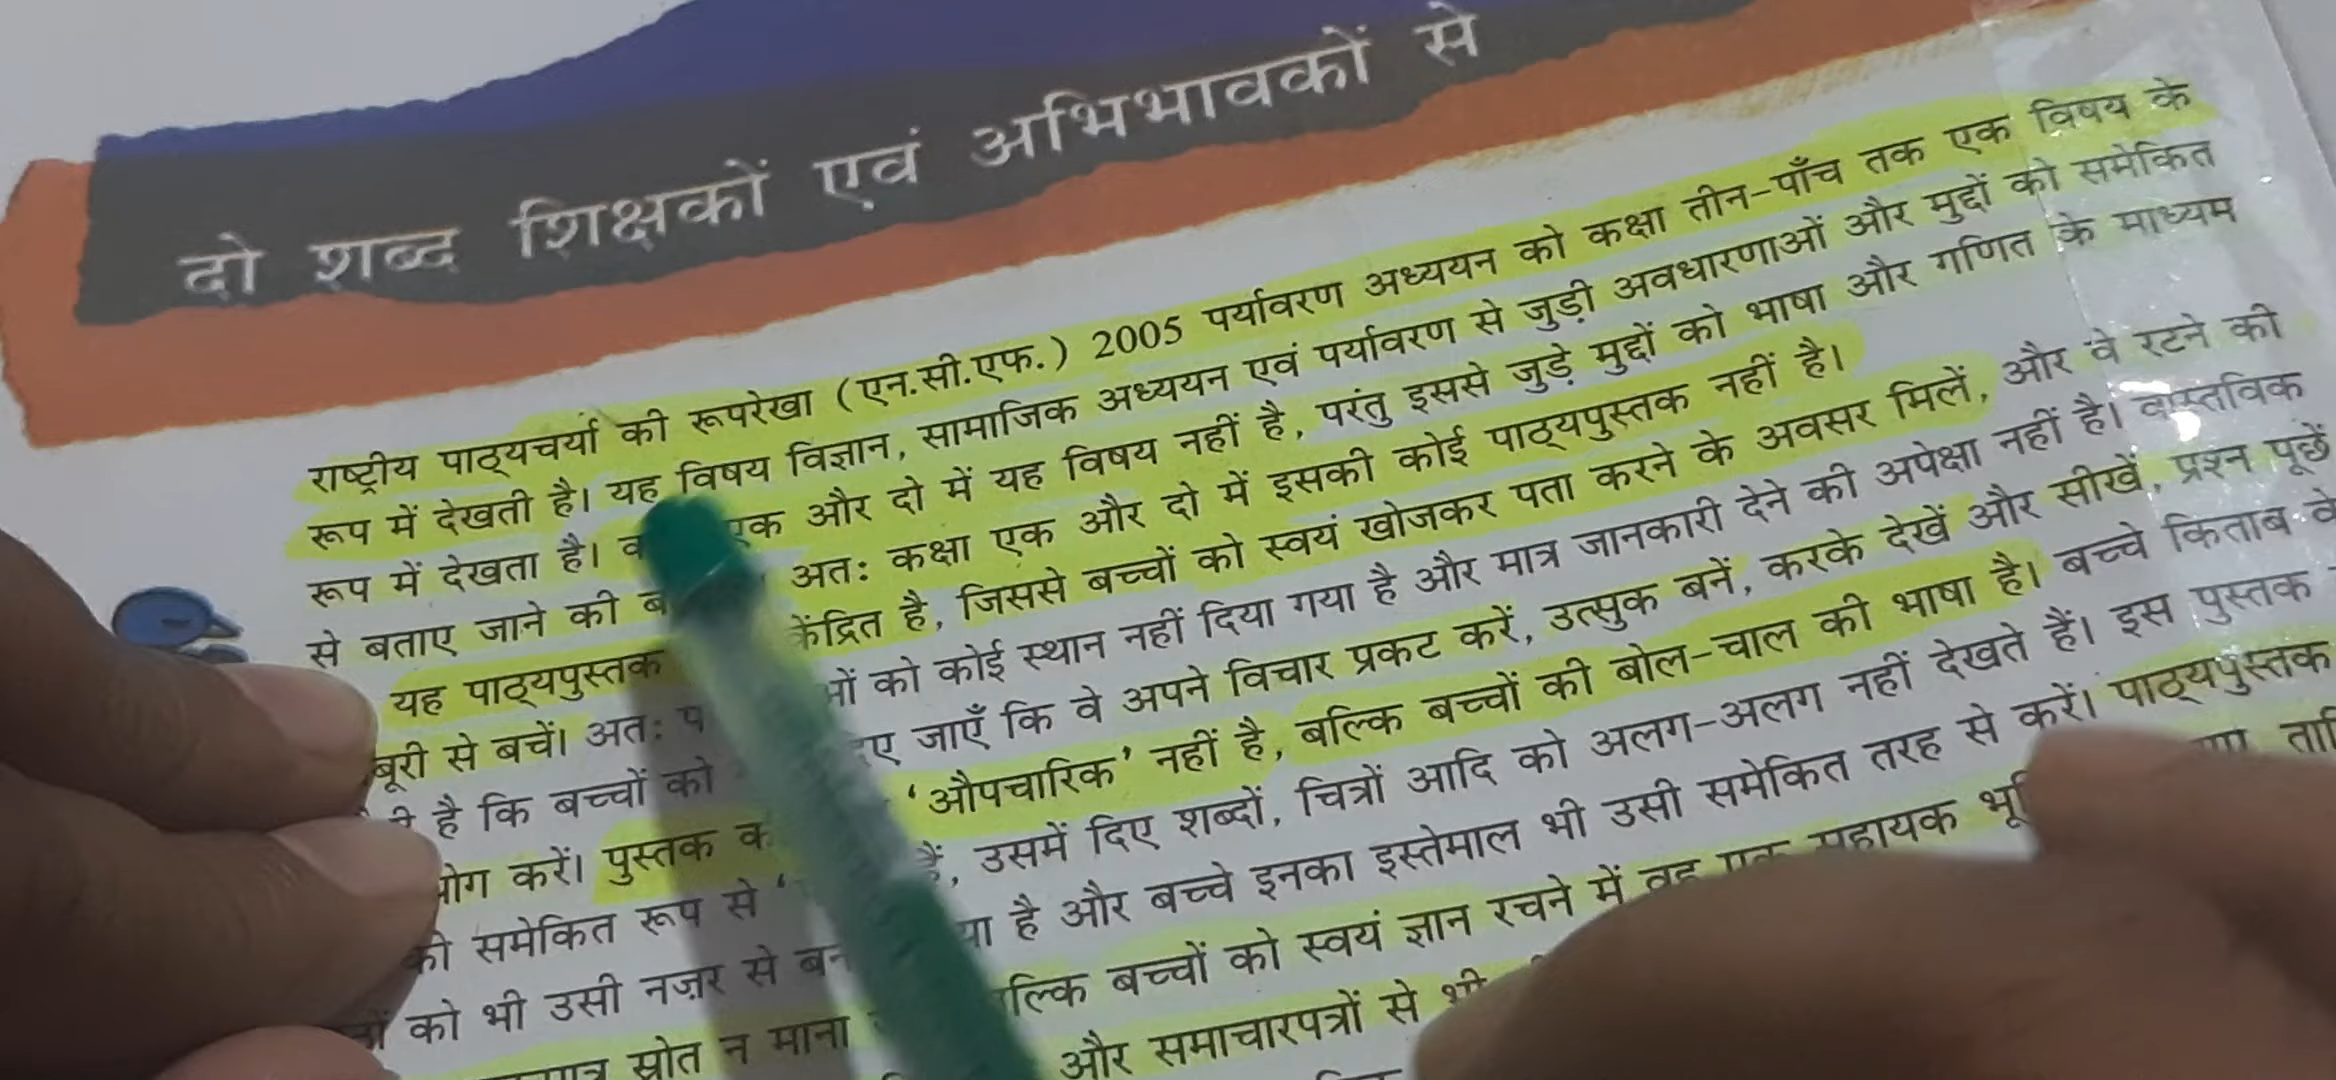 दो शब्द शिक्षकों एवं अभिभावकों से
राष्ट्रीय पाठ्यचर्या की रूपरेखा (एन.सी.एफ.) 2005 पर्यावरण अध्ययन को कक्षा तीन-पाँच तक एक विषय के
रूप में देखती है। यह विषय विज्ञान, सामाजिक अध्ययन एवं पर्यावरण से जुड़ी अवधारणाओं और मुद्दों को समेकित
रूप में देखता है। एक और दो में यह विषय नहीं है, परंतु इससे जुड़े मुद्दों को भाषा और गणित के माध्यम
से बताए जाने की अतः कक्षा एक और दो में इसकी कोई पाठ्यपुस्तक नहीं है।
यह पाठ्यपुस्तक केंद्रित है, जिससे बच्चों को स्वयं खोजकर पता करने के अवसर मिलें, और वे रटने की
से बचें। अतः को कोई स्थान नहीं दिया गया है और मात्र जानकारी देने की अपेक्षा नहीं है। वास्तविक
है कि बच्चों को जाएँ कि वे अपने विचार प्रकट करें, उत्सुक बनें, करके देखें और सीखें, प्रश्न पूछें
करें। पुस्तक 'औपचारिक' नहीं है, बल्कि बच्चों की बोल-चाल की भाषा है। बच्चे किताब के
को समेकित रूप से उसमें दिए शब्दों, चित्रों आदि को अलग-अलग नहीं देखते हैं। इस पुस्तक
को भी उसी नज़र से है और बच्चे इनका इस्तेमाल भी उसी समेकित तरह से करें। पाठ्यपुस्तक
स्रोत न माना बच्चों को स्वयं ज्ञान रचने में वह एक सहायक
और समाचारपत्रों से भी